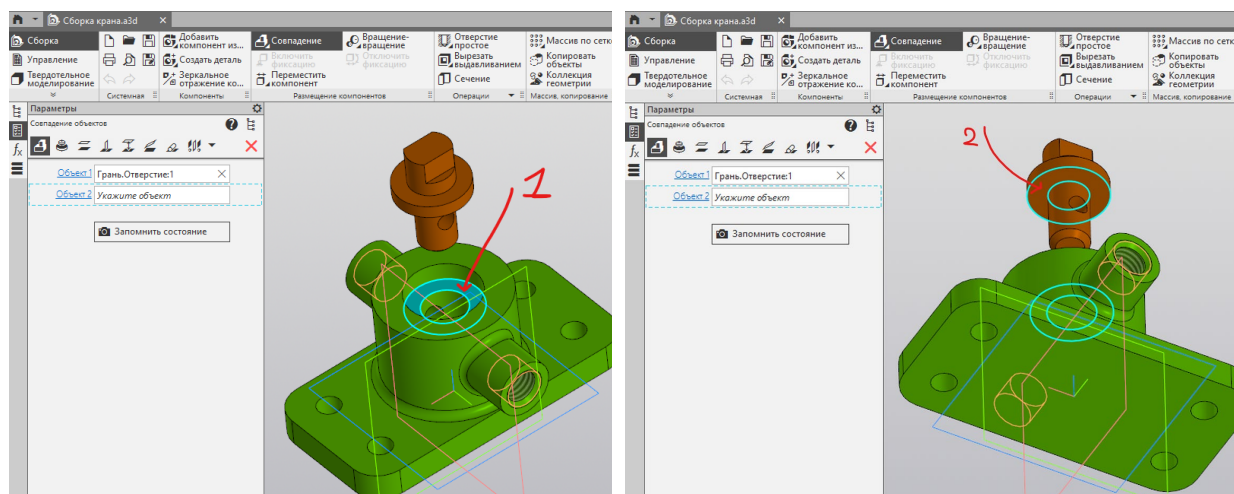 Сборка крана.a3d ×
Сборка
Управление
Твердотельное моделирование
Системная
Добавить компонент из...
Создать деталь
Зеркальное отражение ко...
Компоненты
Совпадение
Включить фиксацию
Переместить компонент
Вращение-вращение
Отключить фиксацию
Размещение компонентов
Отверстие простое
Вырезать выдавливанием
Сечение
Операции
Массив по сетк
Копировать объекты
Коллекция геометрии
Массив, копирование
Параметры
Совпадение объектов
Объект 1 Грань.Отверстие:1
Объект 2 Укажите объект
Запомнить состояние
1
Сборка крана.a3d ×
Сборка
Управление
Твердотельное моделирование
Системная
Добавить компонент из...
Создать деталь
Зеркальное отражение ко...
Компоненты
Совпадение
Включить фиксацию
Переместить компонент
Вращение-вращение
Отключить фиксацию
Размещение компонентов
Отверстие простое
Вырезать выдавливанием
Сечение
Операции
Массив по сетк
Копировать объекты
Коллекция геометрии
Массив, копирование
Параметры
Совпадение объектов
Объект 1 Грань.Отверстие:1
Объект 2 Укажите объект
Запомнить состояние
2